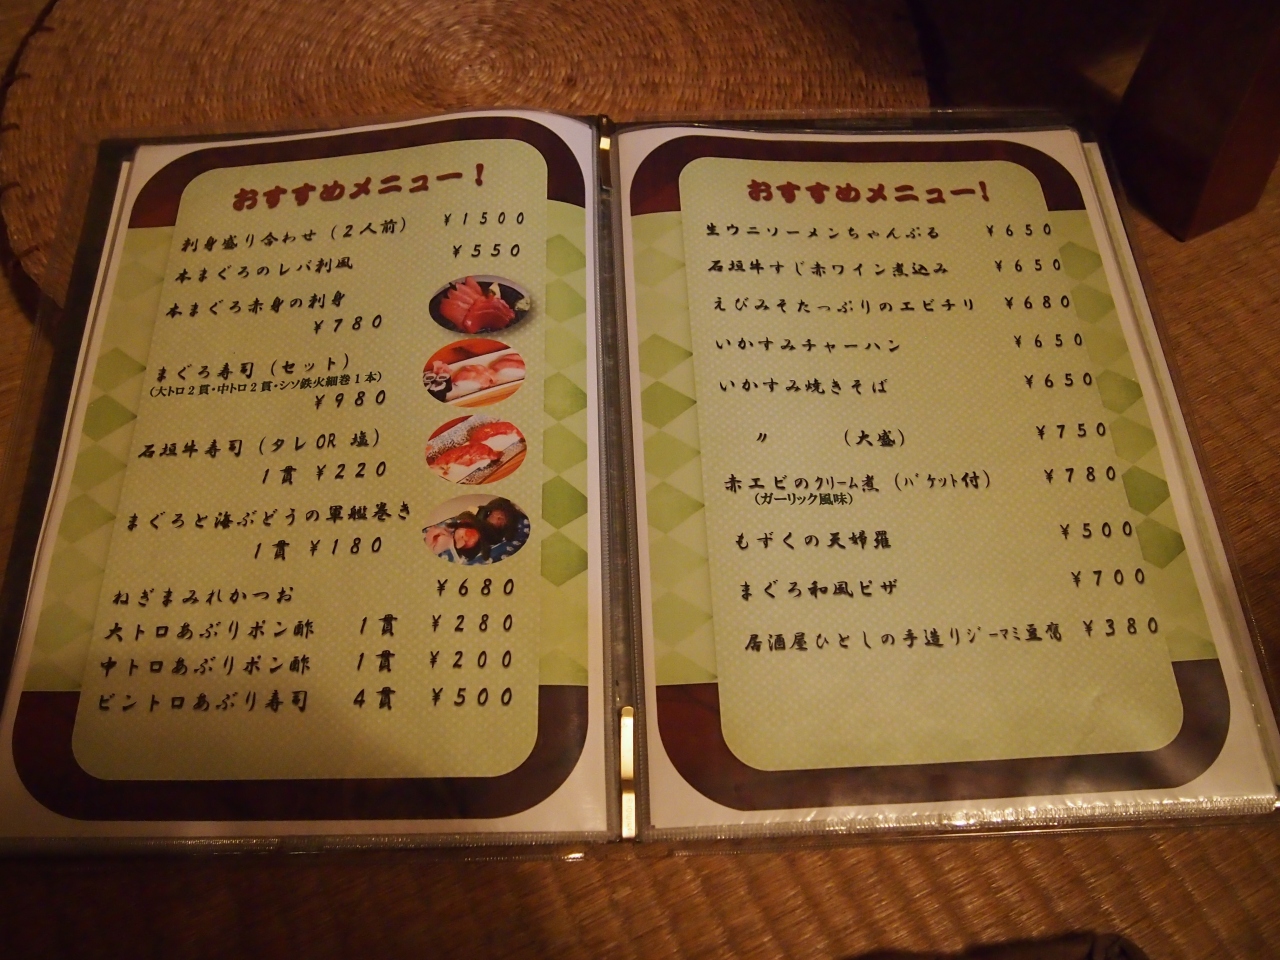 おすすめメニュー！
刺身盛り合わせ（２人前） ￥１５００
本まぐろのレバ刺風 ￥５５０
本まぐろ赤身の刺身
￥７８０
まぐろ寿司（セット）
（大トロ２貫・中トロ２貫・シソ鉄火細巻１本）
￥９８０
石垣牛寿司（タレOR 塩）
１貫 ￥２２０
まぐろと海ぶどうの軍艦巻き
１貫 ￥１８０
ねぎまみれかつお ￥６８０
大トロあぶりポン酢 １貫 ￥２８０
中トロあぶりポン酢 １貫 ￥２００
ビントロあぶり寿司 ４貫 ￥５００
おすすめメニュー！
生ウニソーメンちゃんぷる ￥６５０
石垣牛すじ赤ワイン煮込み ￥６５０
えびみそたっぷりのエビチリ ￥６８０
いかすみチャーハン ￥６５０
いかすみ焼きそば ￥６５０
〃 （大盛） ￥７５０
赤エビのｸﾘｰﾑ煮（ﾊﾞｹｯﾄ付） ￥７８０
（ガーリック風味）
もずくの天婦羅 ￥５００
まぐろ和風ピザ ￥７００
居酒屋ひとしの手造りｼﾞｰﾏﾐ豆腐 ￥３８０